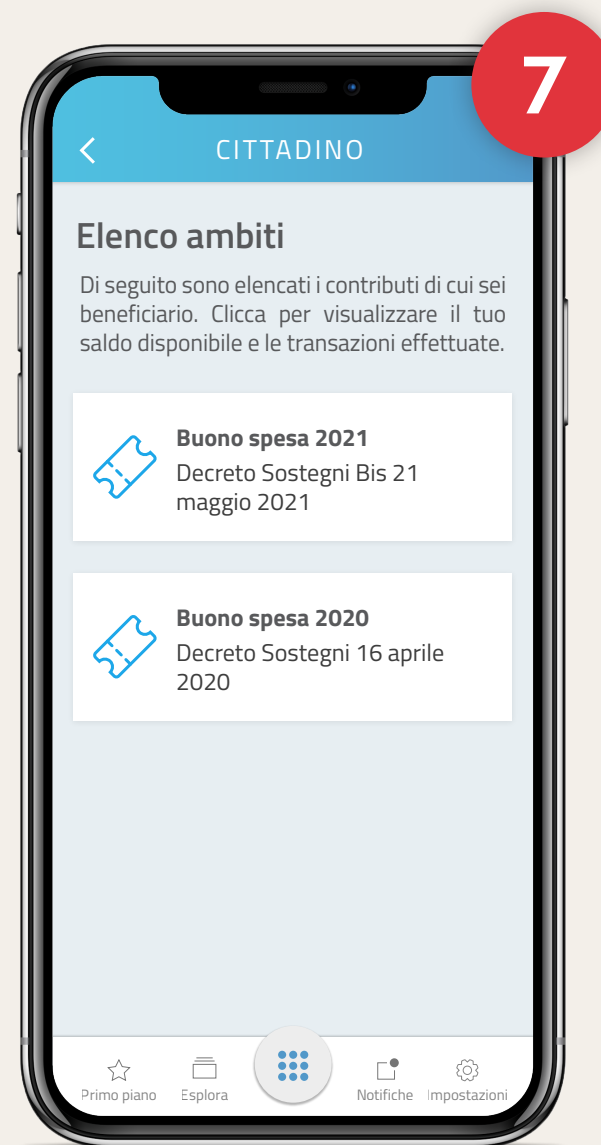 7
CITTADINO
Elenco ambiti
Di seguito sono elencati i contributi di cui sei
beneficiario. Clicca per visualizzare il tuo
saldo disponibile e le transazioni effettuate.
Buono spesa 2021
Decreto Sostegni Bis 21
maggio 2021
Buono spesa 2020
Decreto Sostegni 16 aprile
2020
Primo piano Esplora Notifiche Impostazioni